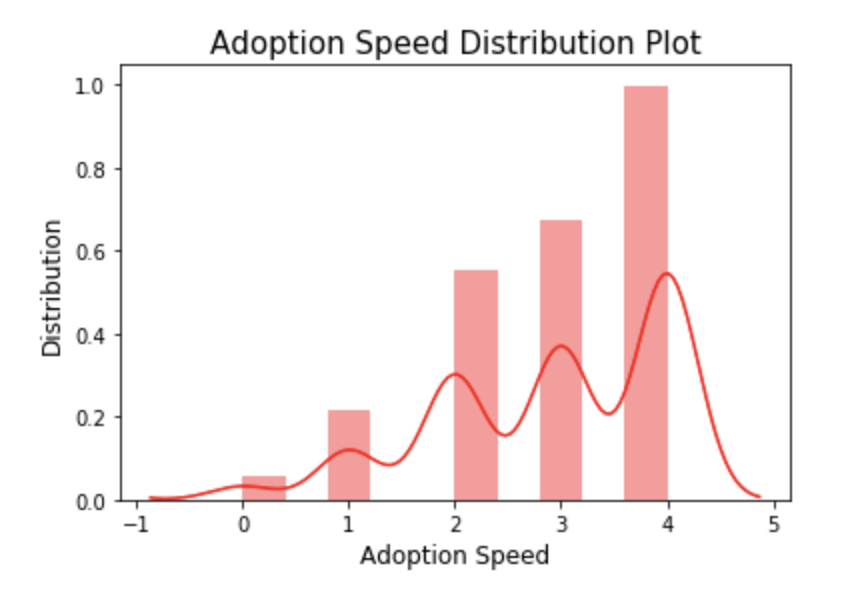 Adoption Speed Distribution Plot
1.0
0.8
0.6
0.4
0.2
0.0
Distribution
−1 0 1 2 3 4 5
Adoption Speed